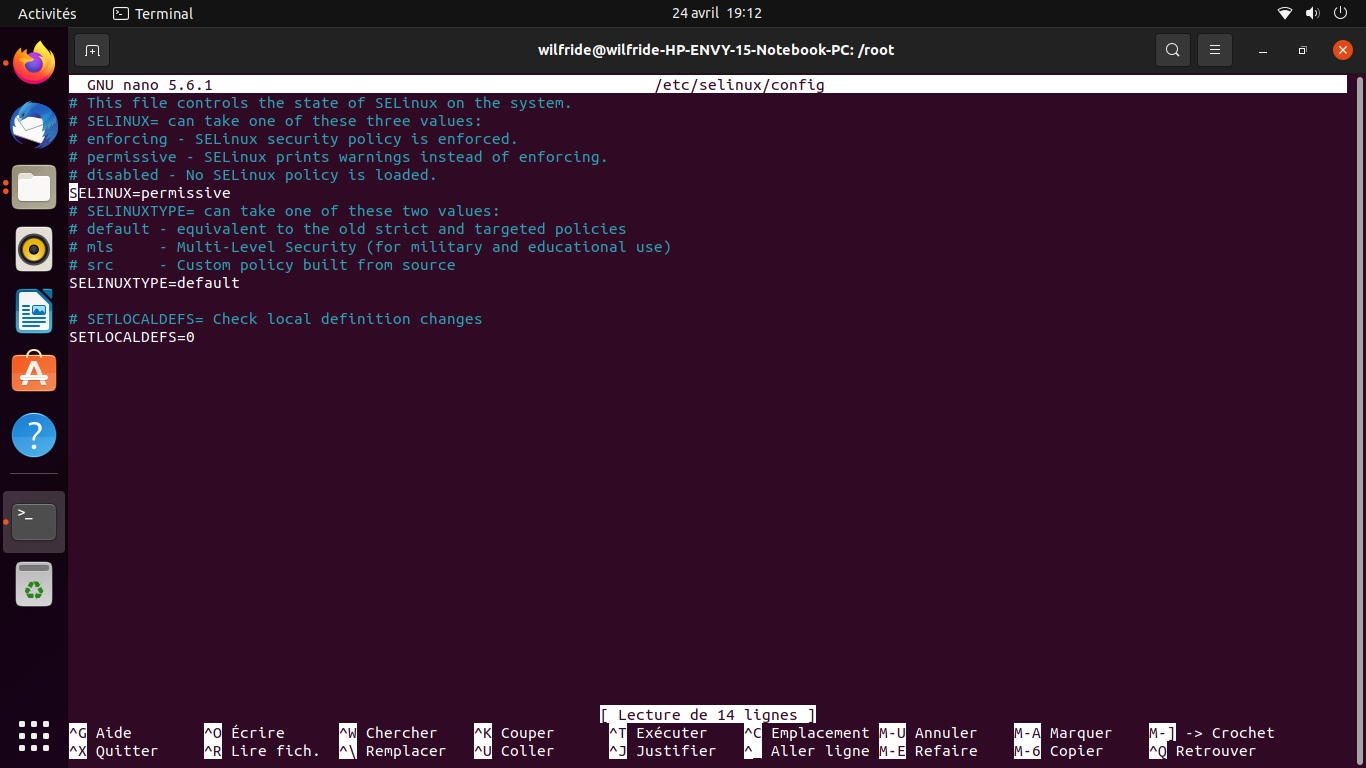 Activités Terminal 24 avril 19:12
wilfride@wilfride-HP-ENVY-15-Notebook-PC: /root
GNU nano 5.6.1 /etc/selinux/config
# This file controls the state of SELinux on the system.
# SELINUX= can take one of these three values:
# enforcing - SELinux security policy is enforced.
# permissive - SELinux prints warnings instead of enforcing.
# disabled - No SELinux policy is loaded.
SELINUX=permissive
# SELINUXTYPE= can take one of these two values:
# default - equivalent to the old strict and targeted policies
# mls     - Multi-Level Security (for military and educational use)
# src     - Custom policy built from source
SELINUXTYPE=default
# SETLOCALDEFS= Check local definition changes
SETLOCALDEFS=0
[ Lecture de 14 lignes ]
^G Aide ^O Écrire ^W Chercher ^K Couper ^T Exécuter ^C Emplacement M-U Annuler M-A Marquer M-] -> Crochet
^X Quitter ^R Lire fich. ^\ Remplacer ^U Coller ^J Justifier ^_ Aller ligne M-E Refaire M-6 Copier ^Q Retrouver